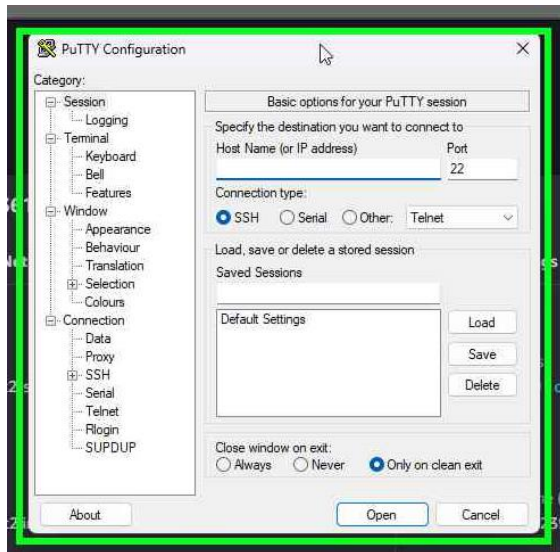 PuTTY Configuration
Category:
Session
Logging
Terminal
Keyboard
Bell
Features
Window
Appearance
Behaviour
Translation
Selection
Colours
Connection
Data
Proxy
SSH
Serial
Telnet
Rlogin
SUPDUP
Basic options for your PuTTY session
Specify the destination you want to connect to
Host Name (or IP address) Port
22
Connection type:
SSH Serial Other: Telnet
Load, save or delete a stored session
Saved Sessions
Default Settings
Load
Save
Delete
Close window on exit:
Always Never Only on clean exit
About Open Cancel